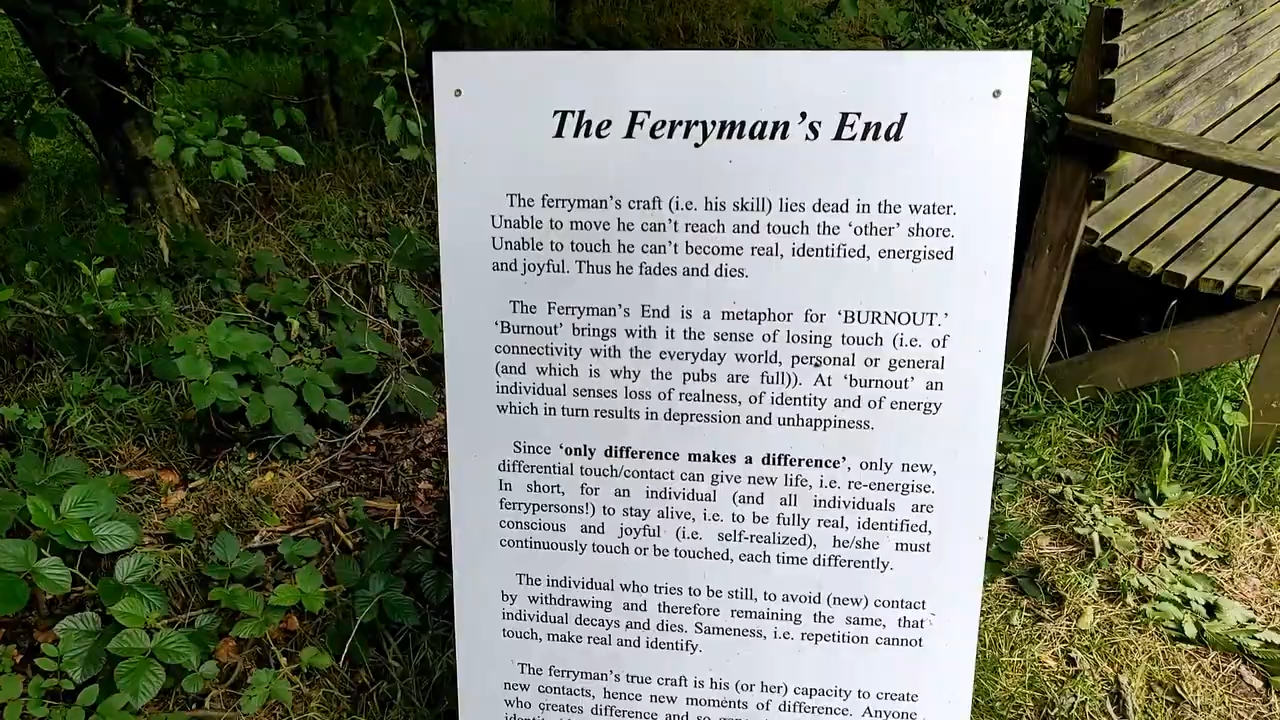 The Ferryman's End
The ferryman's craft (i.e. his skill) lies dead in the water.
Unable to move he can't reach and touch the 'other' shore.
Unable to touch he can't become real, identified, energised
and joyful. Thus he fades and dies.
The Ferryman's End is a metaphor for 'BURNOUT.'
'Burnout' brings with it the sense of losing touch (i.e. of
connectivity with the everyday world, personal or general
(and which is why the pubs are full)). At 'burnout' an
individual senses loss of realness, of identity and of energy
which in turn results in depression and unhappiness.
Since 'only difference makes a difference', only new,
differential touch/contact can give new life, i.e. re-energise.
In short, for an individual (and all individuals are
ferrypersons!) to stay alive, i.e. to be fully real, identified,
conscious and joyful (i.e. self-realized), he/she must
continuously touch or be touched, each time differently.
The individual who tries to be still, to avoid (new) contact
by withdrawing and therefore remaining the same, that
individual decays and dies. Sameness, i.e. repetition cannot
touch, make real and identify.
The ferryman's true craft is his (or her) capacity to create
new contacts, hence new moments of difference. Anyone
who creates difference and so